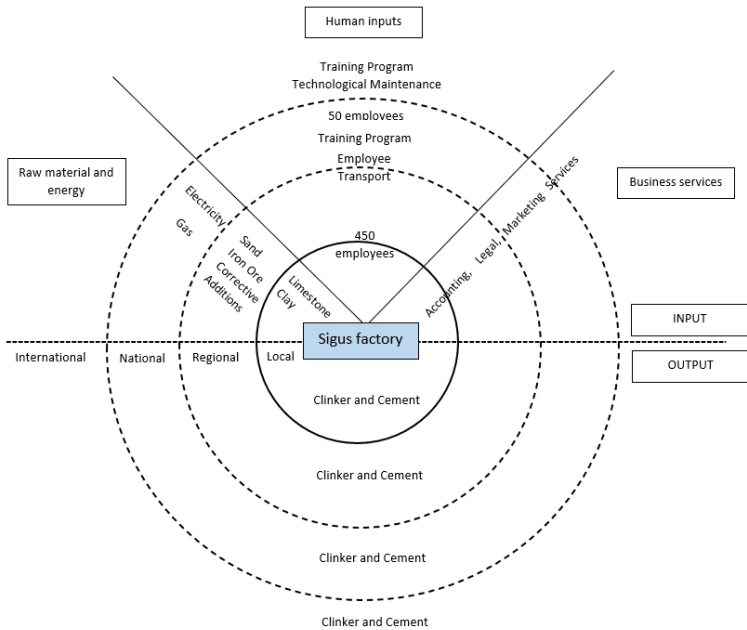 Human inputs
Training Program
Technological Maintenance
50 employees
Training Program
Employee
Transport
Raw material and
energy
Business services
Electricity
Gas
Sand
Iron Ore
Corrective
Additions
Limestone
Clay
450
employees
Accounting, Legal, Marketing Services
Sigus factory
INPUT
OUTPUT
International
National
Regional
Local
Clinker and Cement
Clinker and Cement
Clinker and Cement
Clinker and Cement